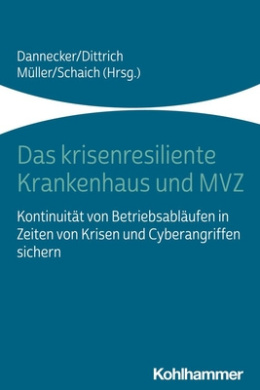 Dannecker/Dittrich
Müller/Schaich (Hrsg.)
Das krisenresiliente
Krankenhaus und MVZ
Kontinuität von Betriebsabläufen in
Zeiten von Krisen und Cyberangriffen
sichern
Kohlhammer